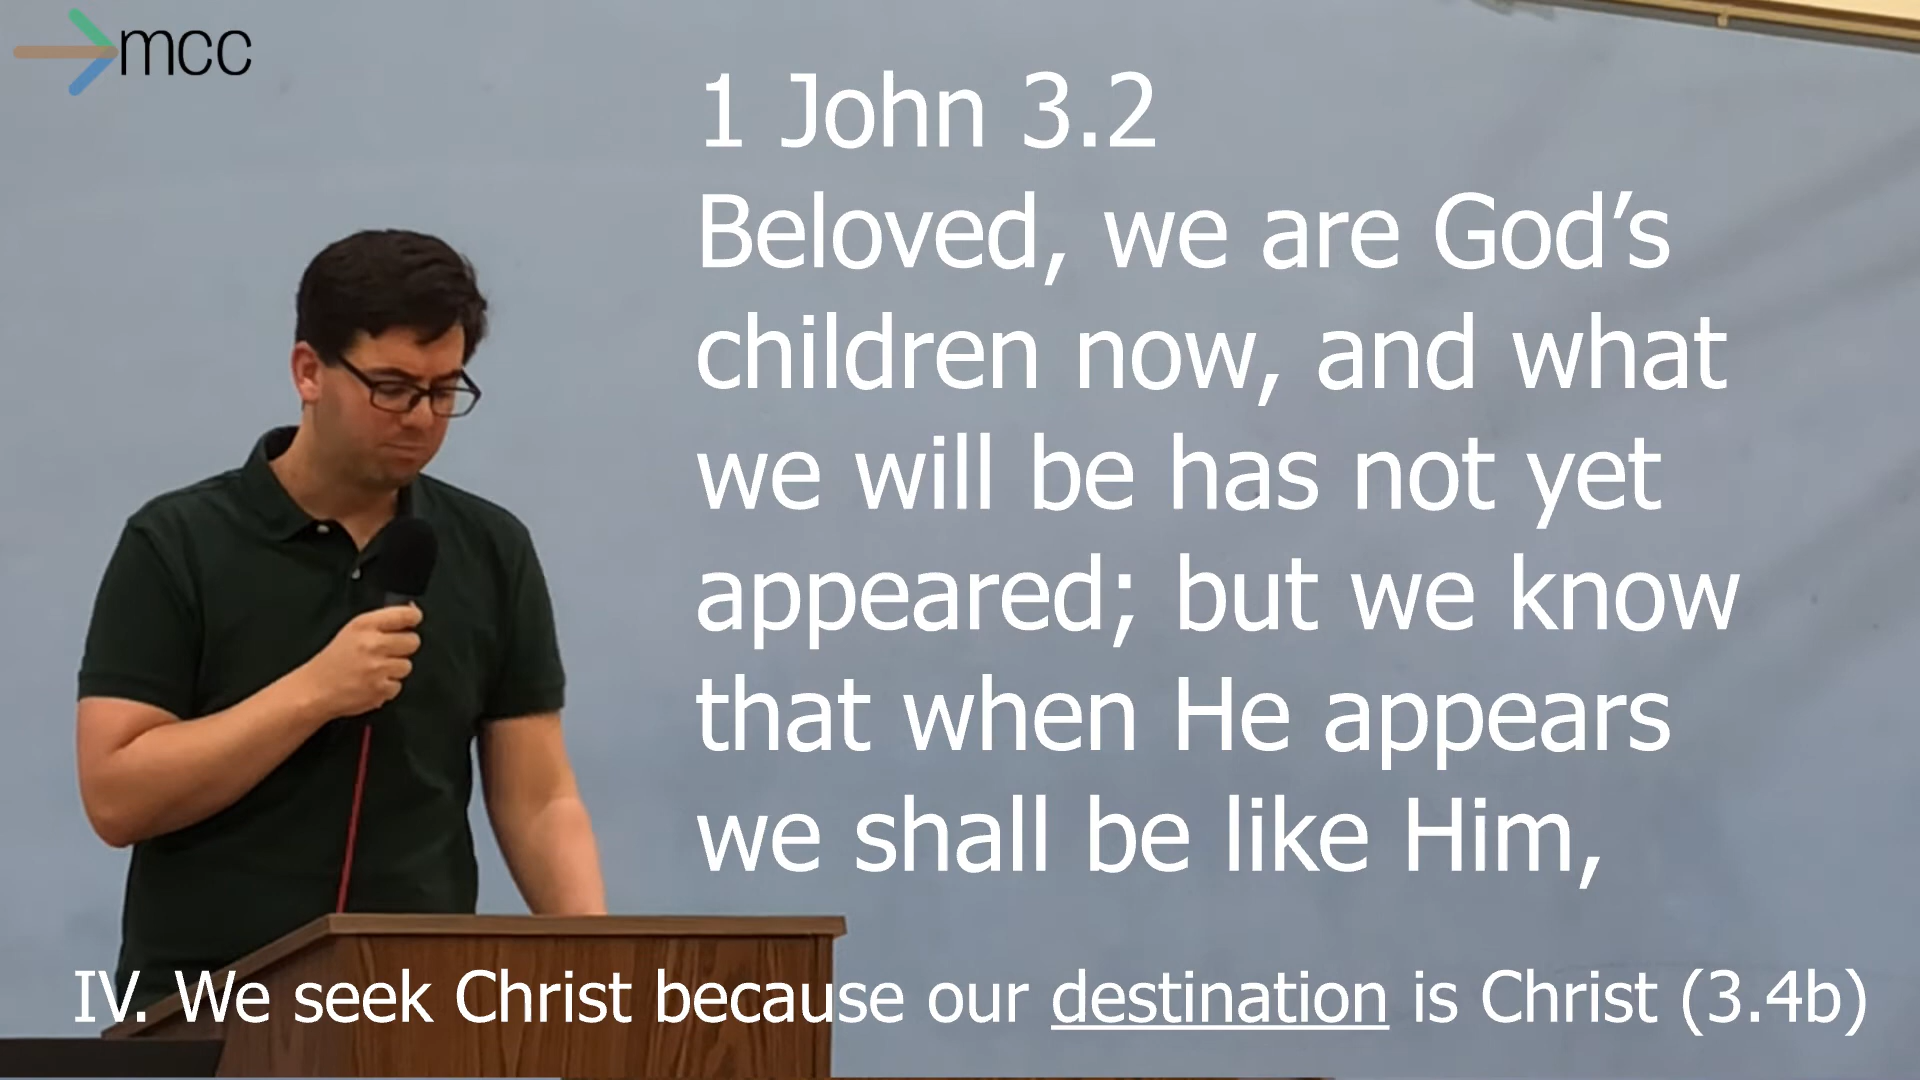 mcc
1 John 3.2
Beloved, we are God’s
children now, and what
we will be has not yet
appeared; but we know
that when He appears
we shall be like Him,
IV. We seek Christ because our destination is Christ (3.4b)